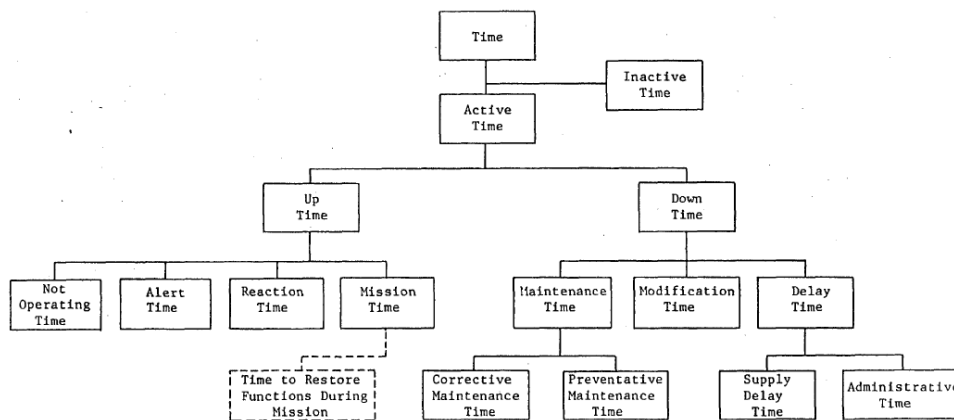 Time
Inactive
Time
Active
Time
Up
Time
Down
Time
Not
Operating
Time
Alert
Time
Reaction
Time
Mission
Time
Maintenance
Time
Modification
Time
Delay
Time
Time to Restore
Functions During
Mission
Corrective
Maintenance
Time
Preventative
Maintenance
Time
Supply
Delay
Time
Administrative
Time